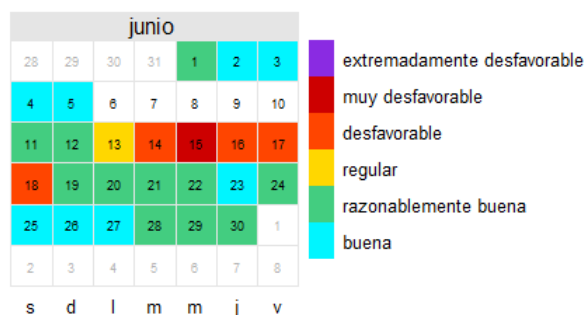 junio
28 29 30 31 1 2 3
4 5 6 7 8 9 10
11 12 13 14 15 16 17
18 19 20 21 22 23 24
25 26 27 28 29 30 1
2 3 4 5 6 7 8
s d l m m j v
extremadamente desfavorable
muy desfavorable
desfavorable
regular
razonablemente buena
buena